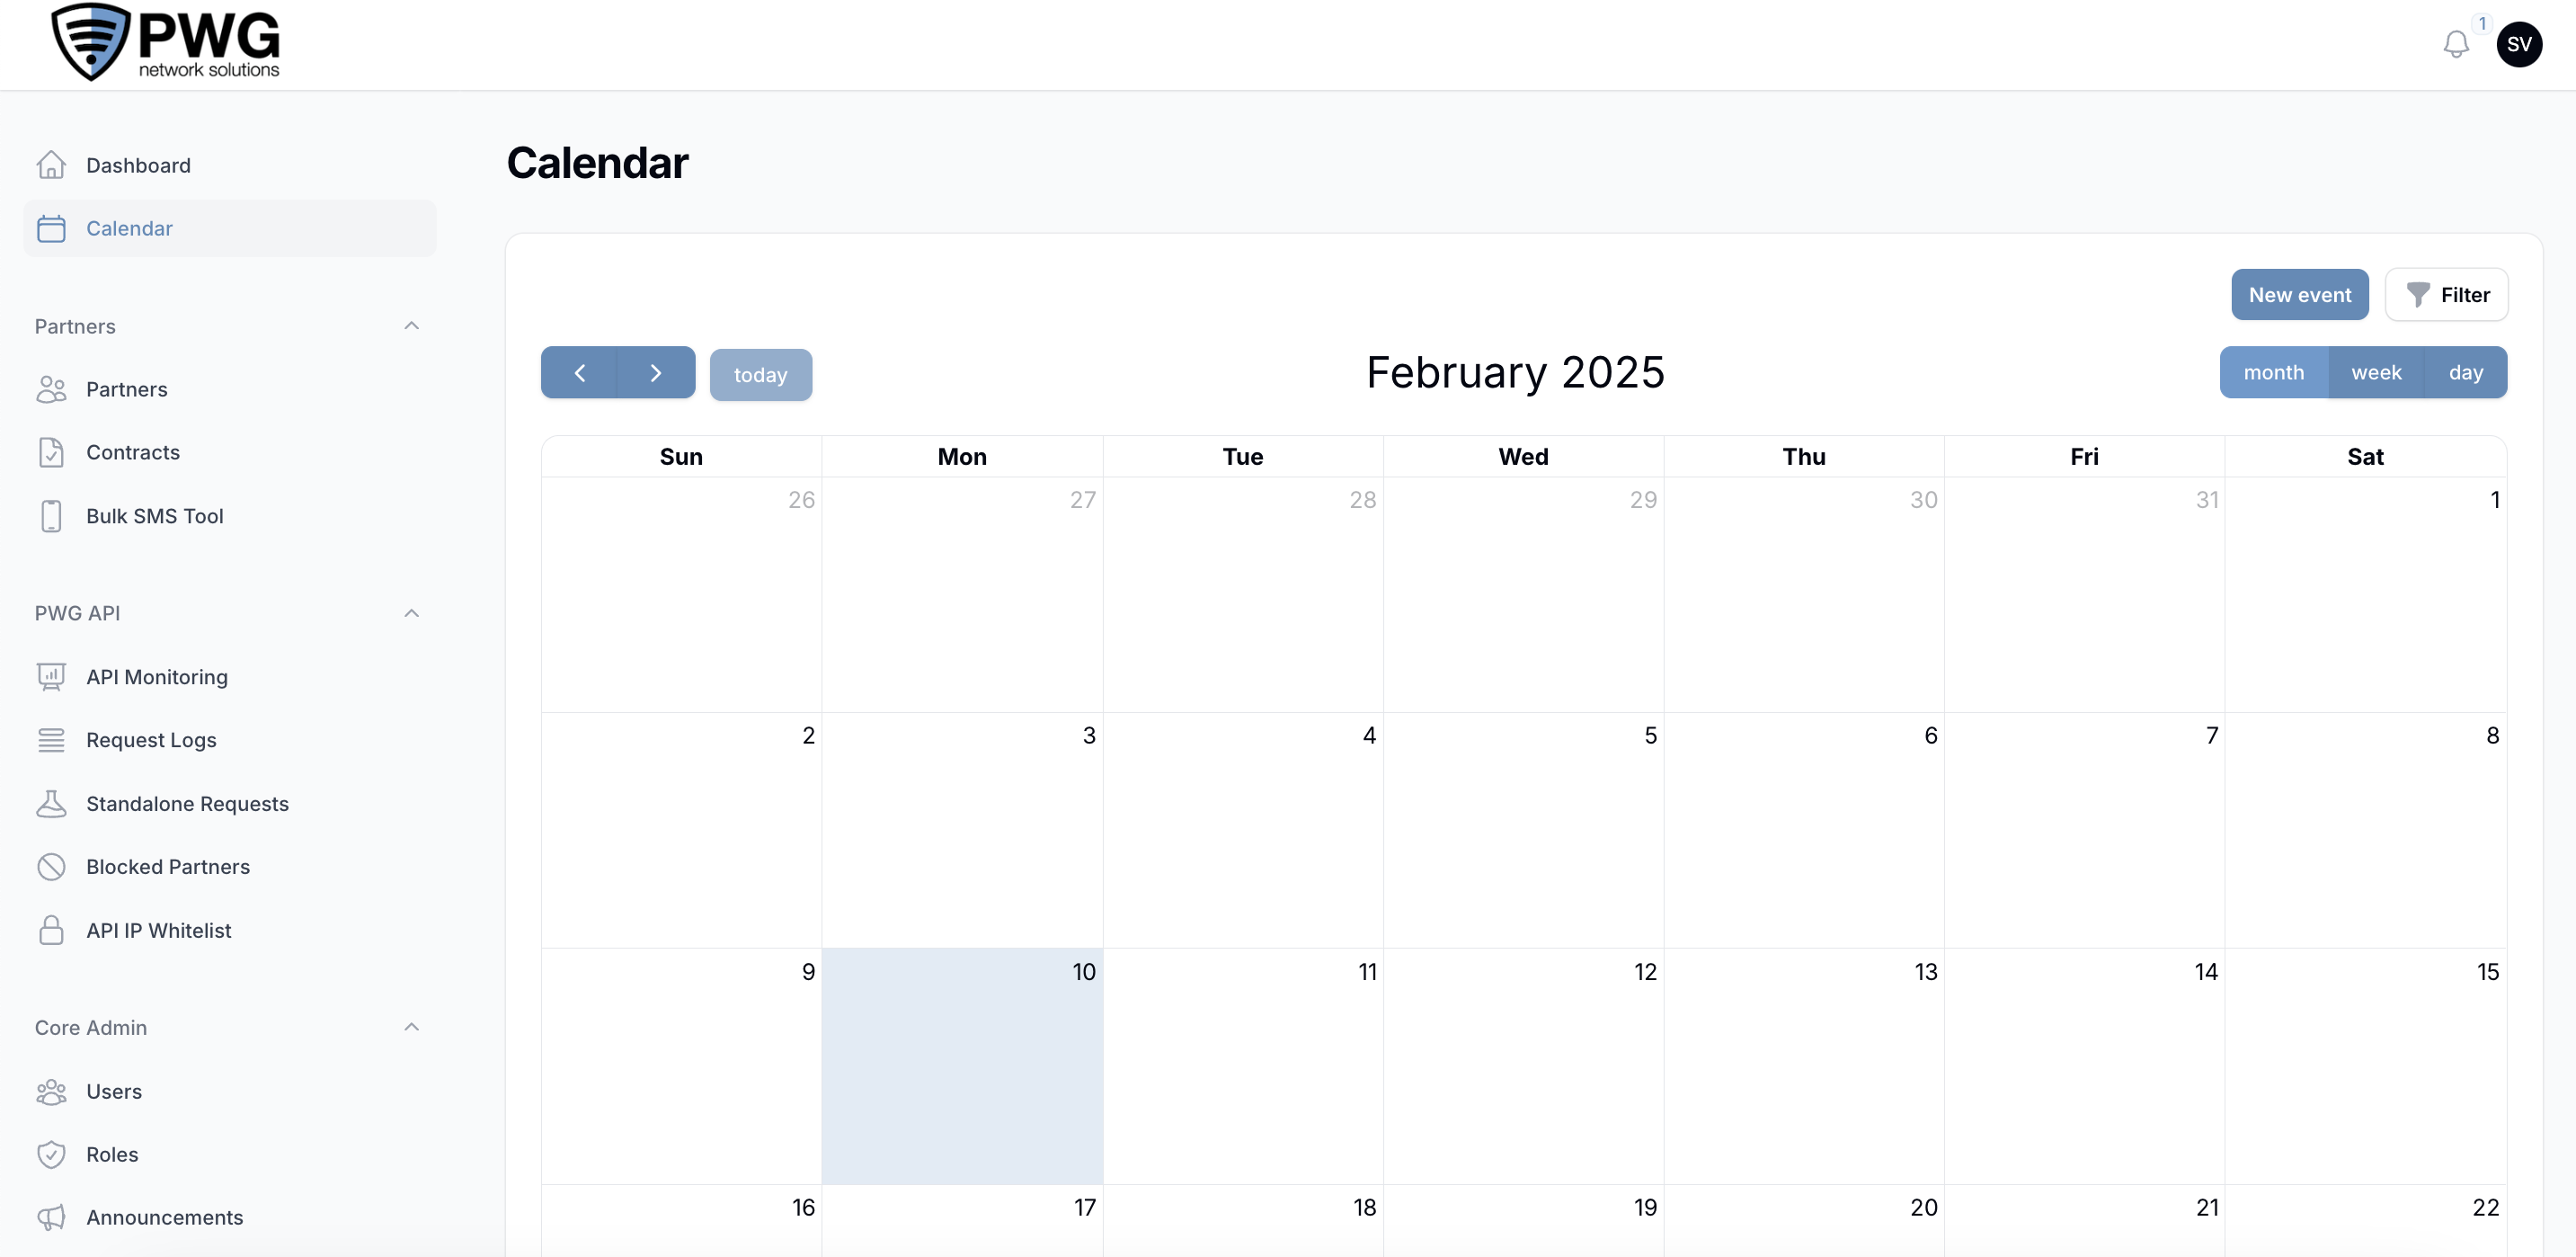 PWG
network solutions
1
SV
Dashboard
Calendar
Partners
Partners
Contracts
Bulk SMS Tool
PWG API
API Monitoring
Request Logs
Standalone Requests
Blocked Partners
API IP Whitelist
Core Admin
Users
Roles
Announcements
Calendar
New event Filter
today February 2025 month week day
Sun Mon Tue Wed Thu Fri Sat
26 27 28 29 30 31 1
2 3 4 5 6 7 8
9 10 11 12 13 14 15
16 17 18 19 20 21 22